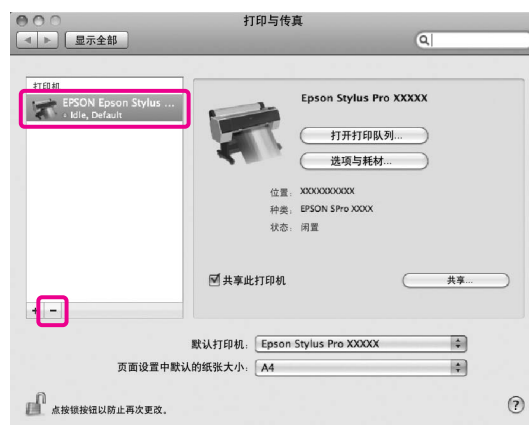 打印与传真
显示全部
打印机
EPSON Epson Stylus ...
• Idle, Default
Epson Stylus Pro XXXXX
打开打印队列...
选项与耗材...
位置: XXXXXXXXXX
种类: EPSON SPro XXXX
状态: 闲置
共享此打印机
共享...
+ −
默认打印机: Epson Stylus Pro XXXXX
页面设置中默认的纸张大小: A4
点按锁按钮以防止再次更改。
?